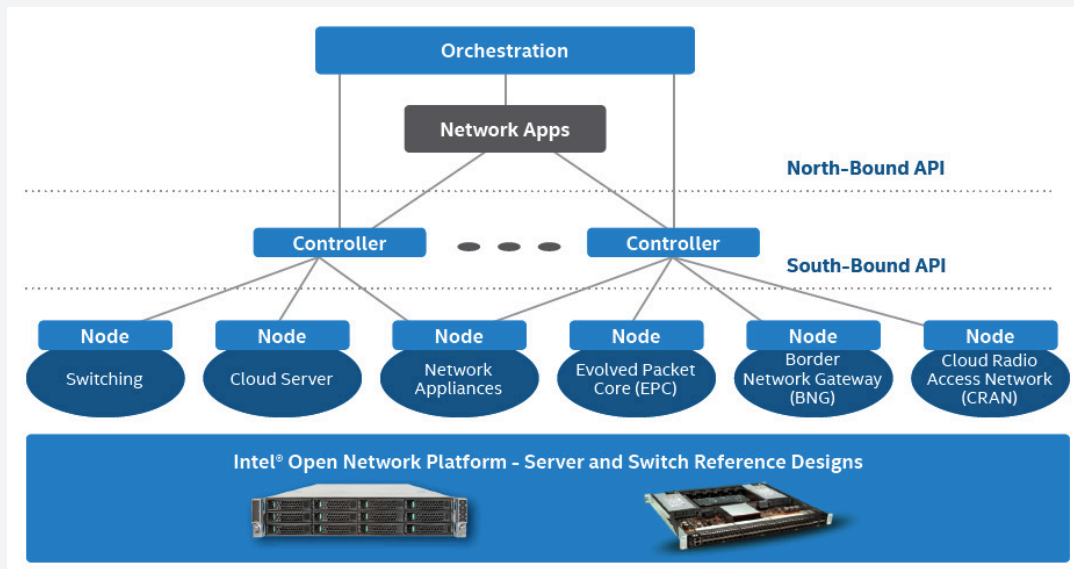 Orchestration
Network Apps
North-Bound API
Controller
Controller
South-Bound API
Node
Node
Node
Node
Node
Node
Switching
Cloud Server
Network
Appliances
Evolved Packet
Core (EPC)
Border
Network Gateway
(BNG)
Cloud Radio
Access Network
(CRAN)
Intel® Open Network Platform - Server and Switch Reference Designs